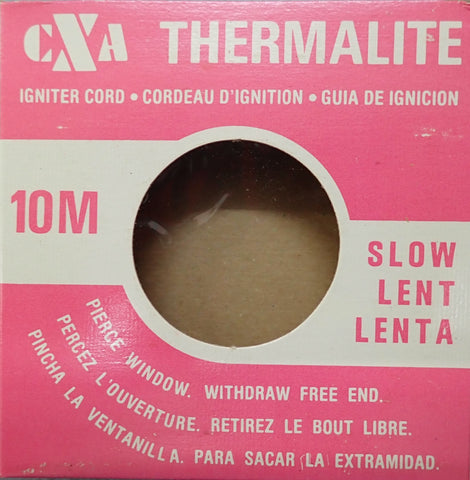 CXA THERMALITE
IGNITER CORD • CORDEAU D'IGNITION • GUIA DE IGNICION
10M
SLOW
LENT
LENTA
PIERCE WINDOW. WITHDRAW FREE END.
PERCEZ L'OUVERTURE. RETIREZ LE BOUT LIBRE.
PINCHA LA VENTANILLA. PARA SACAR LA EXTRAMIDAD.